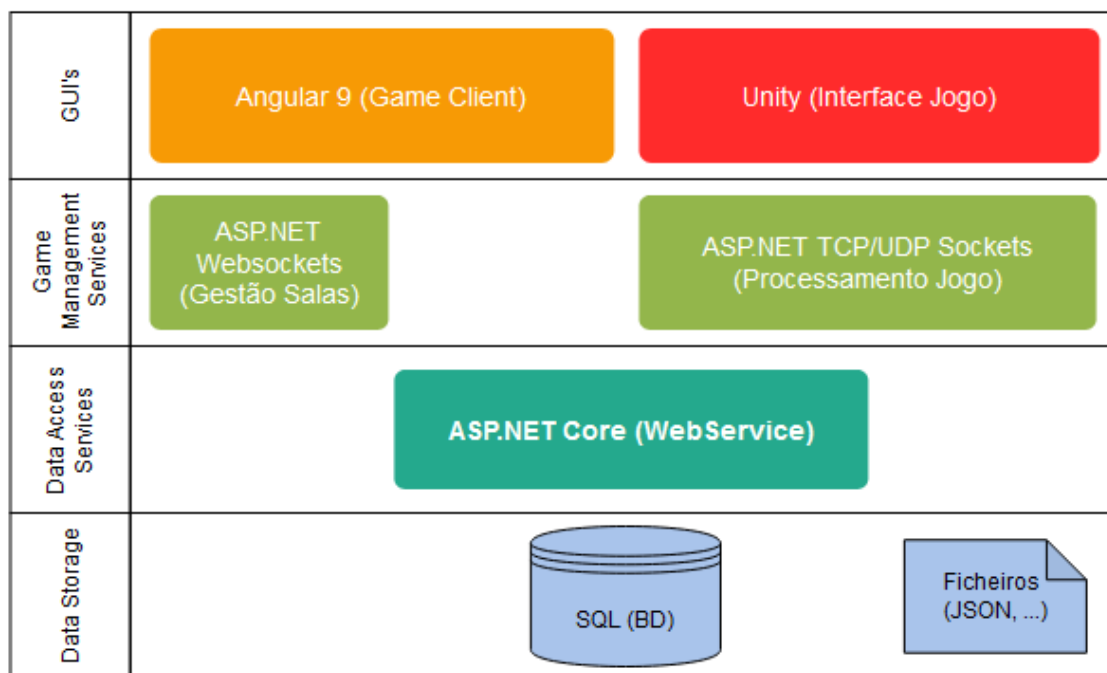 GUI's
Angular 9 (Game Client)
Unity (Interface Jogo)
Game
Management
Services
ASP.NET
Websockets
(Gestão Salas)
ASP.NET TCP/UDP Sockets
(Processamento Jogo)
Data Access
Services
ASP.NET Core (WebService)
Data Storage
SQL (BD)
Ficheiros
(JSON, ...)